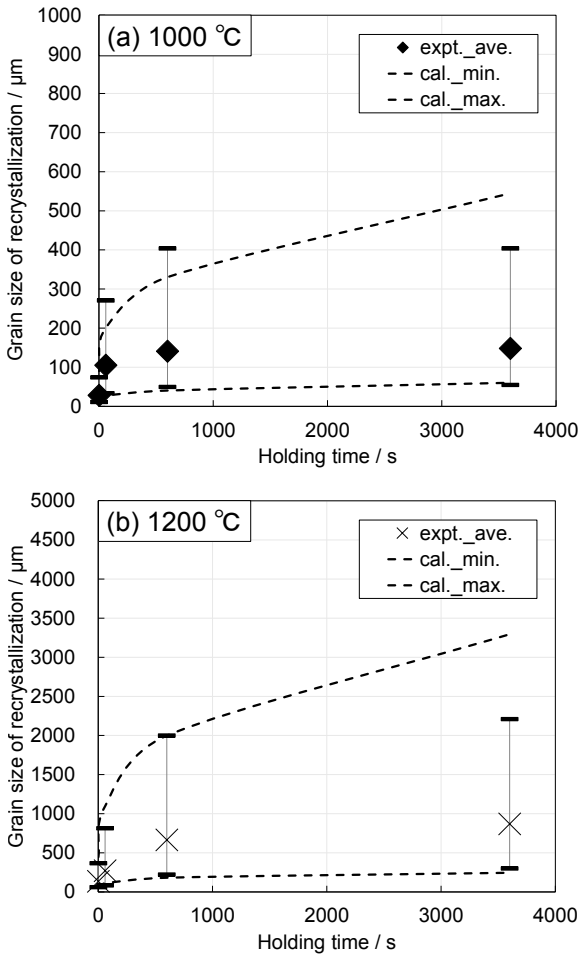 (a) 1000 ℃
expt._ave.
cal._min.
cal._max.
Grain size of recrystallization / μm
1000
900
800
700
600
500
400
300
200
100
0
0 1000 2000 3000 4000
Holding time / s
(b) 1200 ℃
expt._ave.
cal._min.
cal._max.
Grain size of recrystallization / μm
5000
4500
4000
3500
3000
2500
2000
1500
1000
500
0
0 1000 2000 3000 4000
Holding time / s